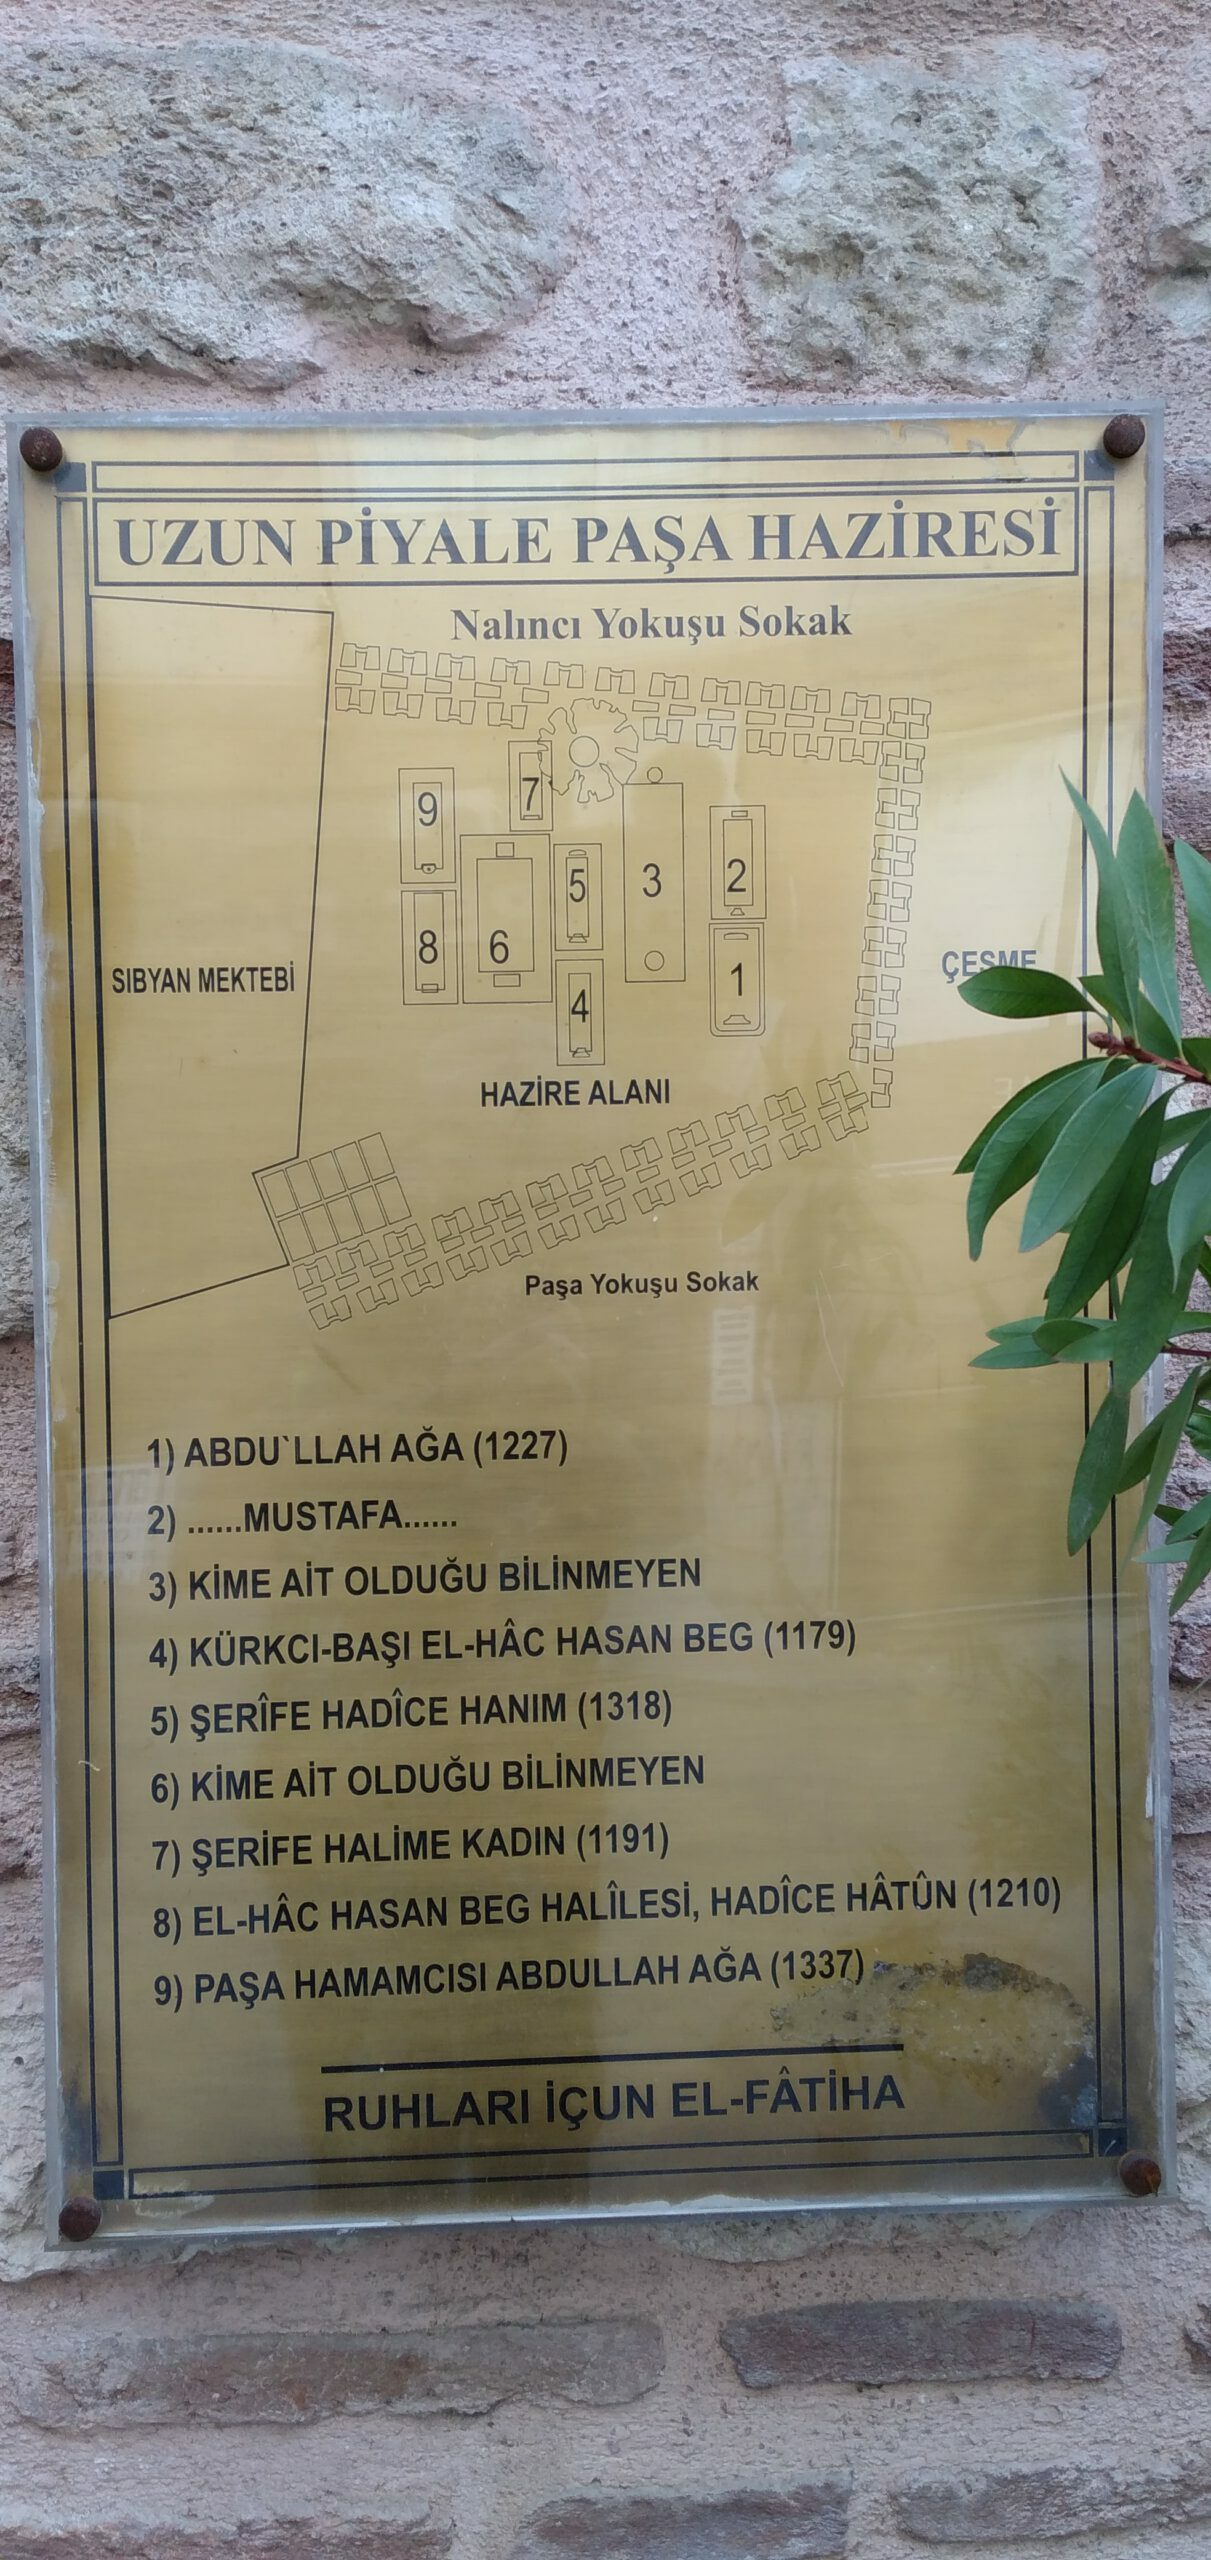 UZUN PİYALE PAŞA HAZİRESİ
Nalıncı Yokuşu Sokak
9
7
5
3
2
8
6
4
1
SIBYAN MEKTEBİ
ÇEŞME
HAZİRE ALANI
Paşa Yokuşu Sokak
1) ABDU`LLAH AĞA (1227)
2) ......MUSTAFA......
3) KİME AİT OLDUĞU BİLİNMEYEN
4) KÜRKCI-BAŞI EL-HÂC HASAN BEG (1179)
5) ŞERÎFE HADÎCE HANIM (1318)
6) KİME AİT OLDUĞU BİLİNMEYEN
7) ŞERİFE HALİME KADIN (1191)
8) EL-HÂC HASAN BEG HALÎLESİ, HADÎCE HÂTÛN (1210)
9) PAŞA HAMAMCISI ABDULLAH AĞA (1337)
RUHLARI İÇUN EL-FÂTİHA